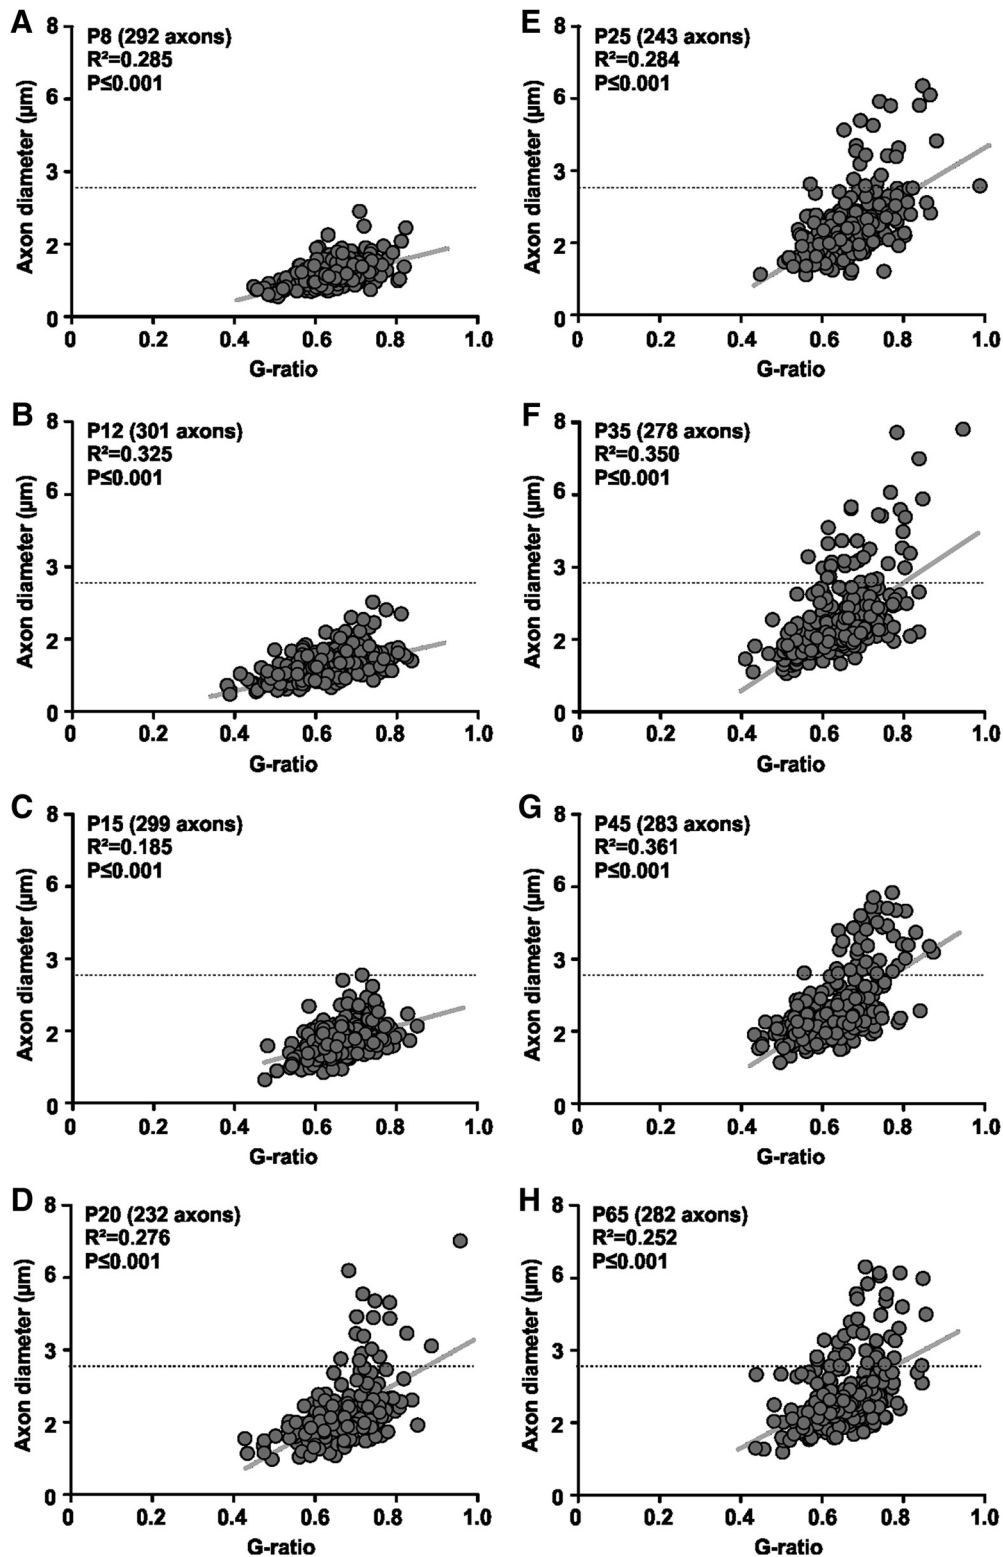 A
P8 (292 axons)
R²=0.285
P≤0.001
Axon diameter (µm)
8
6
3
2
0
0 0.2 0.4 0.6 0.8 1.0
G-ratio
E
P25 (243 axons)
R²=0.284
P≤0.001
Axon diameter (µm)
8
6
3
2
0
0 0.2 0.4 0.6 0.8 1.0
G-ratio
B
P12 (301 axons)
R²=0.325
P≤0.001
Axon diameter (µm)
8
6
3
2
0
0 0.2 0.4 0.6 0.8 1.0
G-ratio
F
P35 (278 axons)
R²=0.350
P≤0.001
Axon diameter (µm)
8
6
3
2
0
0 0.2 0.4 0.6 0.8 1.0
G-ratio
C
P15 (299 axons)
R²=0.185
P≤0.001
Axon diameter (µm)
8
6
3
2
0
0 0.2 0.4 0.6 0.8 1.0
G-ratio
G
P45 (283 axons)
R²=0.361
P≤0.001
Axon diameter (µm)
8
6
3
2
0
0 0.2 0.4 0.6 0.8 1.0
G-ratio
D
P20 (232 axons)
R²=0.276
P≤0.001
Axon diameter (µm)
8
6
3
2
0
0 0.2 0.4 0.6 0.8 1.0
G-ratio
H
P65 (282 axons)
R²=0.252
P≤0.001
Axon diameter (µm)
8
6
3
2
0
0 0.2 0.4 0.6 0.8 1.0
G-ratio